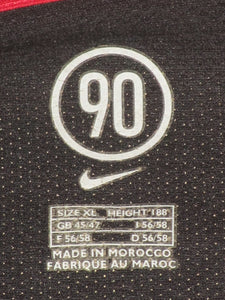 90
SIZE XL HEIGHT 188
GB 45/47 I 56/58
F 56/58 D 56/58
MADE IN MOROCCO
FABRIQUE AU MAROC